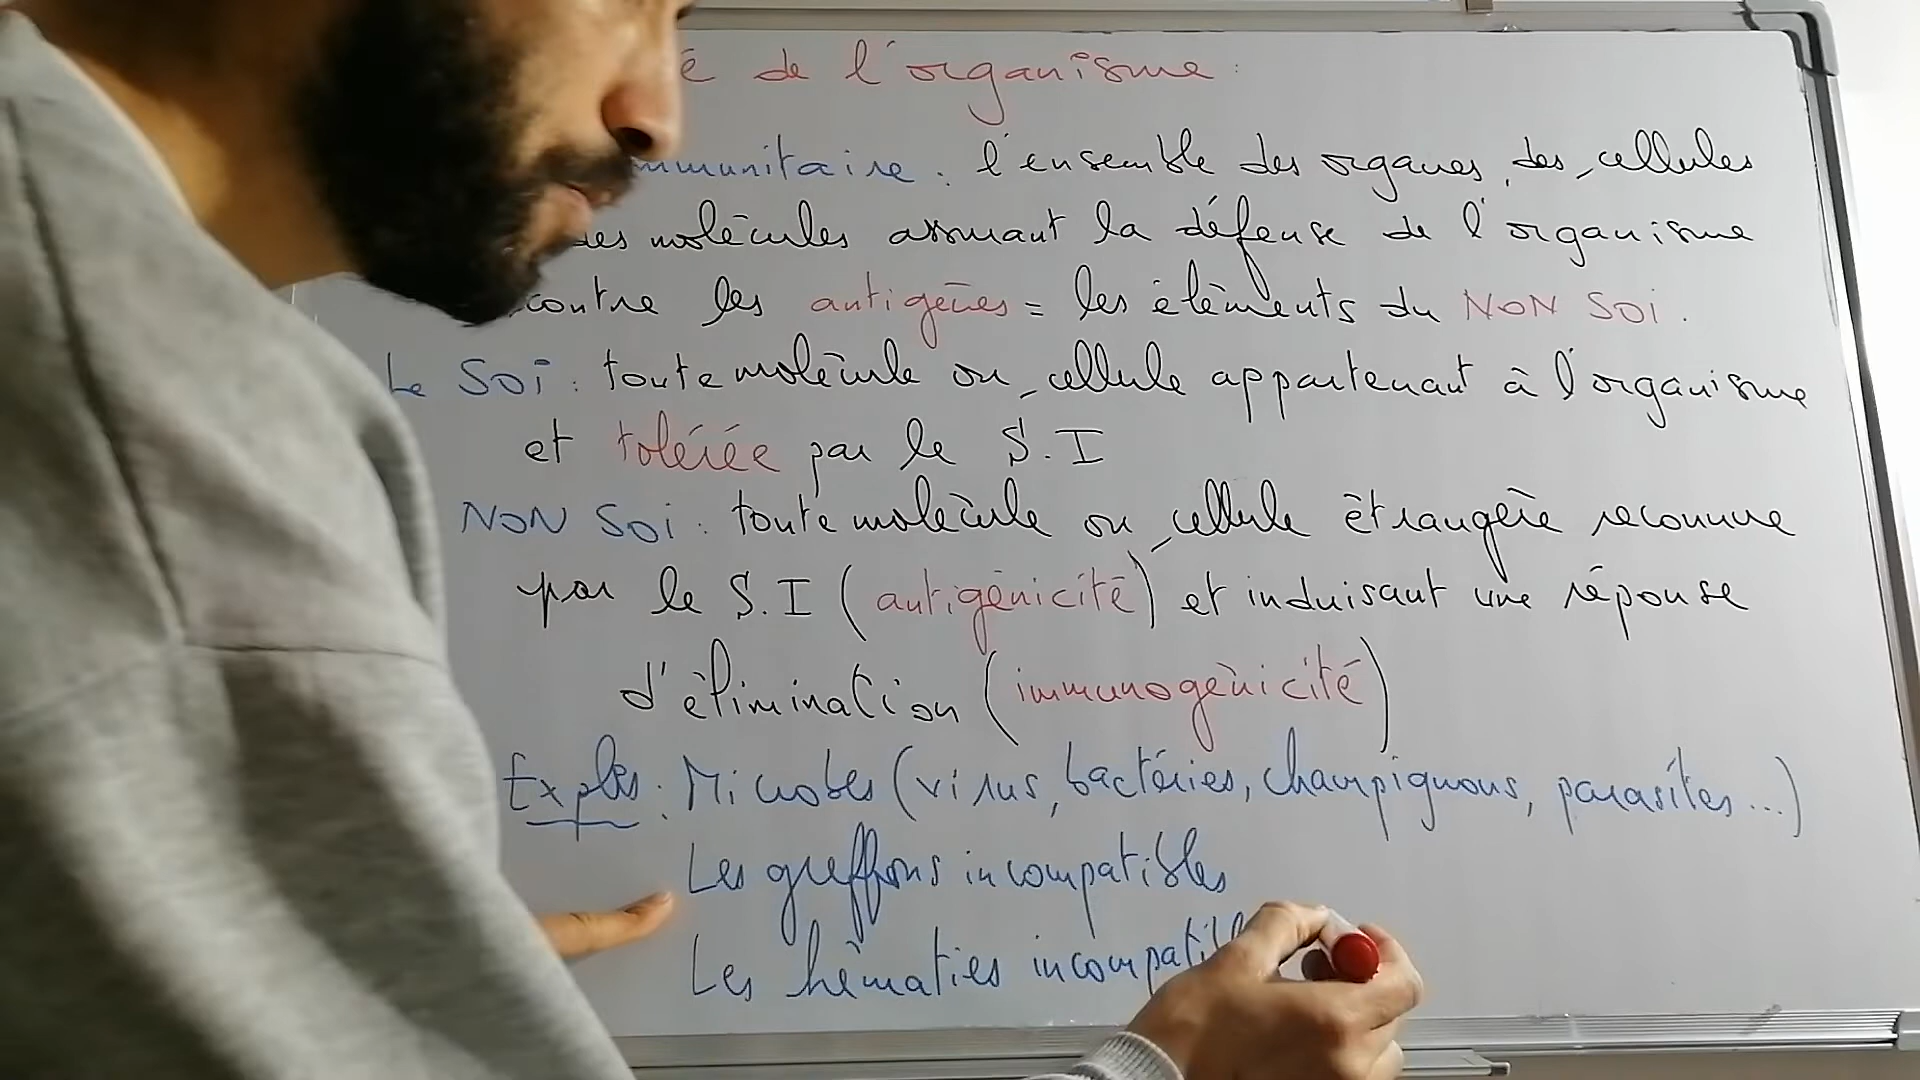 de l'organisme :
immunitaire : l'ensemble des organes, des cellules
des molécules assurant la défense de l'organisme
contre les antigènes = les éléments du NON SOI.
Le SOI : toute molécule ou cellule appartenant à l'organisme
et tolérée par le S.I
NON SOI : toute molécule ou cellule étrangère reconnue
par le S.I (antigénicité) et induisant une réponse
d'élimination (immunogénicité)
Exples : Microbes (virus, bactéries, champignons, parasites...)
Les greffons incompatibles
Les hématies